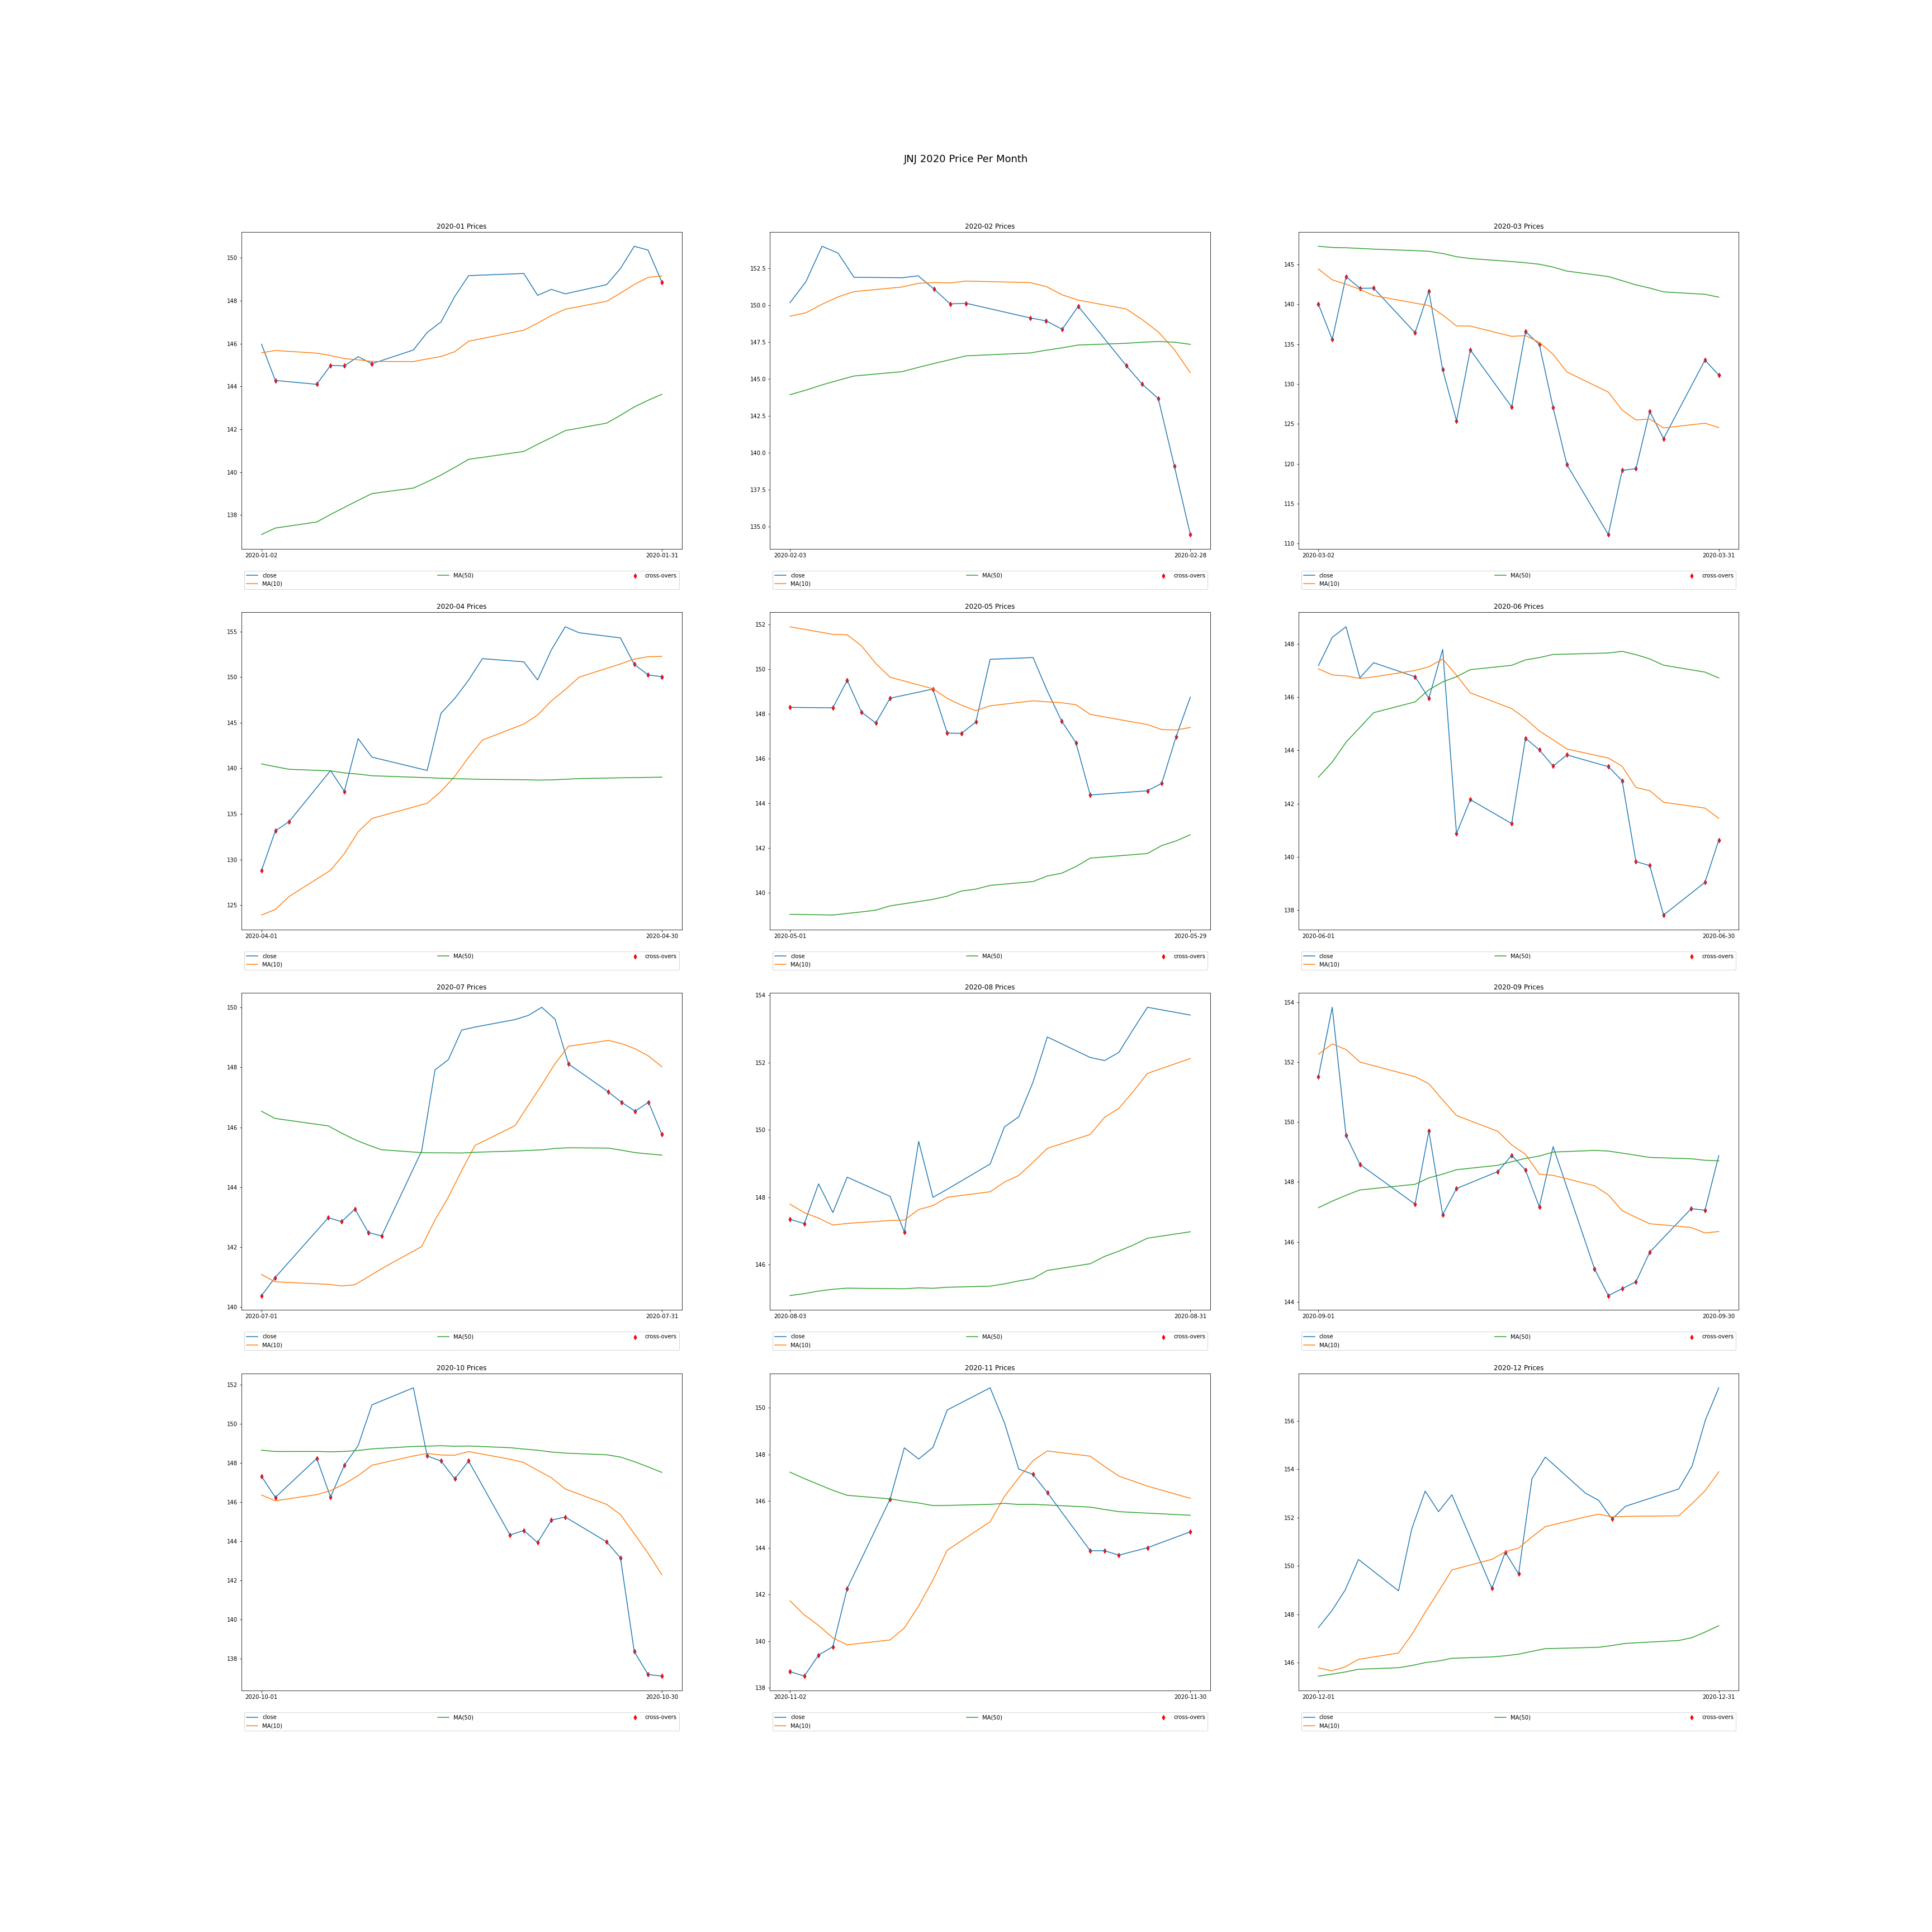 JNJ 2020 Price Per Month
2020-01 Prices
150
148
146
144
142
140
138
2020-01-02 2020-01-31
close MA(50) cross-overs
MA(10)
2020-02 Prices
152.5
150.0
147.5
145.0
142.5
140.0
137.5
135.0
2020-02-03 2020-02-28
close MA(50) cross-overs
MA(10)
2020-03 Prices
145
140
135
130
125
120
115
110
2020-03-02 2020-03-31
close MA(50) cross-overs
MA(10)
2020-04 Prices
155
150
145
140
135
130
125
2020-04-01 2020-04-30
close MA(50) cross-overs
MA(10)
2020-05 Prices
152
150
148
146
144
142
140
2020-05-01 2020-05-29
close MA(50) cross-overs
MA(10)
2020-06 Prices
148
146
144
142
140
138
2020-06-01 2020-06-30
close MA(50) cross-overs
MA(10)
2020-07 Prices
150
148
146
144
142
140
2020-07-01 2020-07-31
close MA(50) cross-overs
MA(10)
2020-08 Prices
154
152
150
148
146
2020-08-03 2020-08-31
close MA(50) cross-overs
MA(10)
2020-09 Prices
154
152
150
148
146
144
2020-09-01 2020-09-30
close MA(50) cross-overs
MA(10)
2020-10 Prices
152
150
148
146
144
142
140
138
2020-10-01 2020-10-30
close MA(50) cross-overs
MA(10)
2020-11 Prices
150
148
146
144
142
140
138
2020-11-02 2020-11-30
close MA(50) cross-overs
MA(10)
2020-12 Prices
156
154
152
150
148
146
2020-12-01 2020-12-31
close MA(50) cross-overs
MA(10)